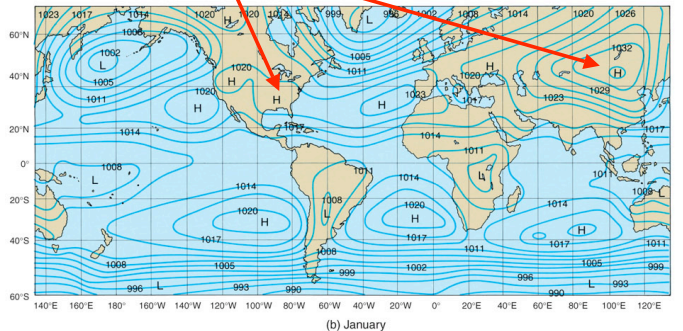 1023 1017 1014 1020 H 1020 1014 999 L 996 1002 1008 1014 1020 1026
60°N 1008
1002 1005 1032
L 1011 H
40°N 1005 H 1020 1020 H
1011 1020 H H 1023 1023 1029
H 1017
20°N 1014 1017 1014 1017
0° 1008 1011 1011 1011
L 1014 1014 L 1008 L
20°S 1020 H L 1020 H 1014
1017 1017 H
40°S 1008 1011 1017 1011
1008 1005 999 1002 1005 999
996 L 993 990 996 L 993
60°S 990
140°E 160°E 180° 160°W 140°W 120°W 100°W 80°W 60°W 40°W 20°W 0° 20°E 40°E 60°E 80°E 100°E 120°E
(b) January